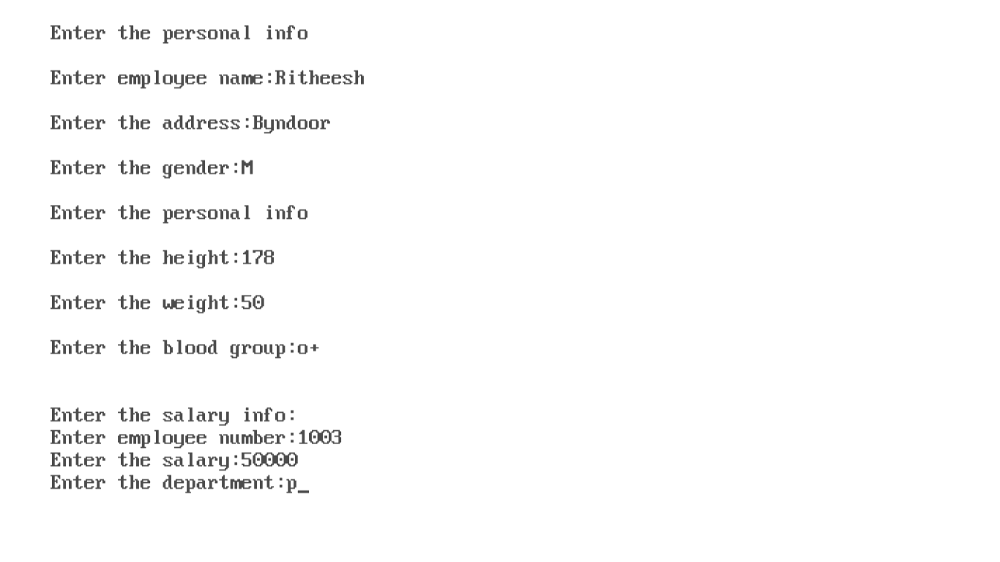 Enter the personal info
Enter employee name:Ritheesh
Enter the address:Byndoor
Enter the gender:M
Enter the personal info
Enter the height:178
Enter the weight:50
Enter the blood group:o+
Enter the salary info:
Enter employee number:1003
Enter the salary:50000
Enter the department:p_